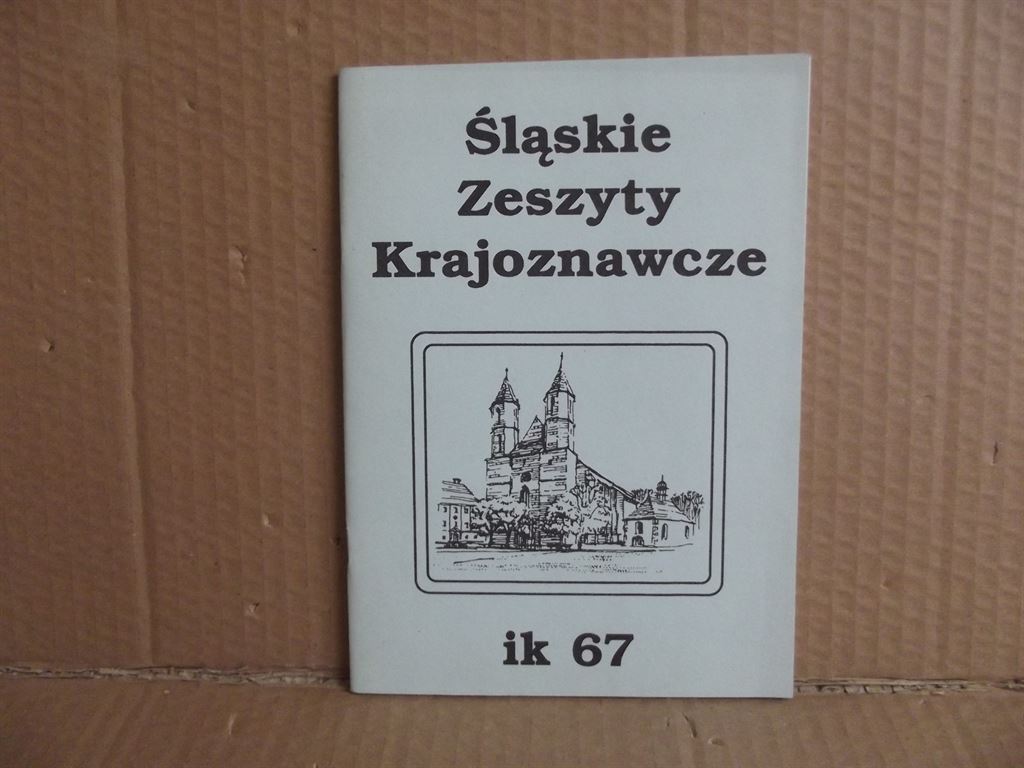 Śląskie
Zeszyty
Krajoznawcze
ik 67